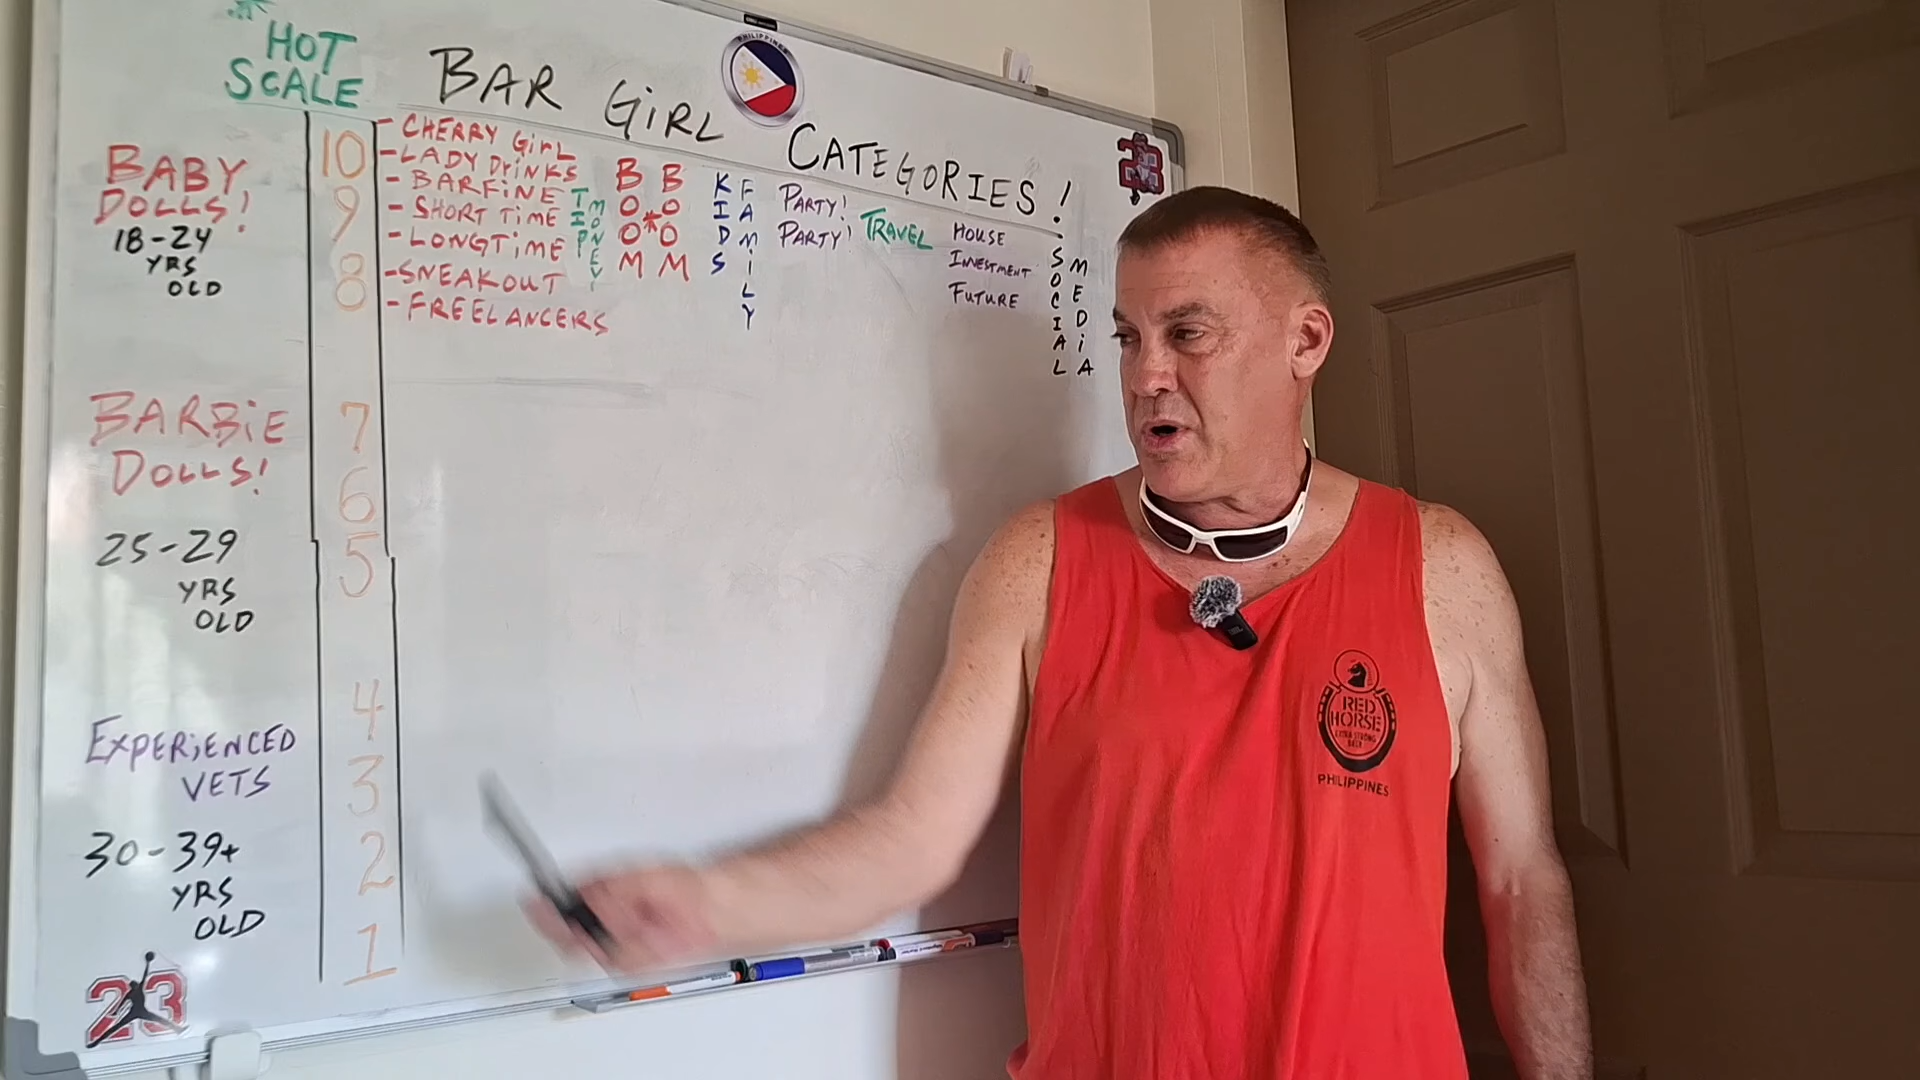 HOT
SCALE
BAR GiRL
CATEGORIES!
PHILIPPINES
BABY
DOLLS!
18-24
YRS
OLD
BARBiE
DOLLS!
25-29
YRS
OLD
EXPERiENCED
VETS
30-39+
YRS
OLD
10
9
8
7
6
5
4
3
2
1
- CHERRY GirL
- LADY DriNKS
- BARFiNE
- SHORT TiME
- LONGTiME
- SNEAKOUT
- FREELANCERS
TIP
MONEY
BOOM
*
BOOM
KIDS
FAMILY
PARTY!
PARTY!
TRAVEL
HOUSE
INVESTMENT
FUTURE
SOCIAL
MEDiA
23
23
RED
HORSE
EXTRA STRONG
BEER
PHILIPPINES